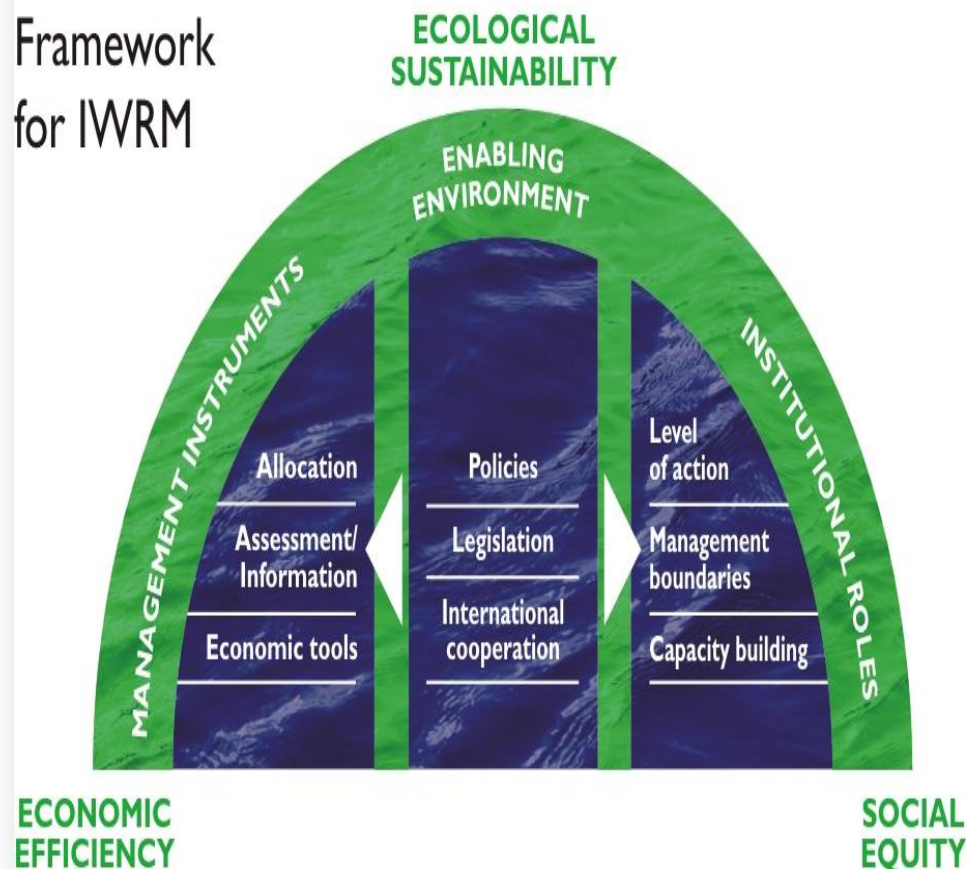 Framework
for IWRM
ECOLOGICAL
SUSTAINABILITY
ENABLING
ENVIRONMENT
MANAGEMENT INSTRUMENTS
INSTITUTIONAL ROLES
Allocation
Assessment/
Information
Economic tools
Policies
Legislation
International
cooperation
Level
of action
Management
boundaries
Capacity building
ECONOMIC
EFFICIENCY
SOCIAL
EQUITY